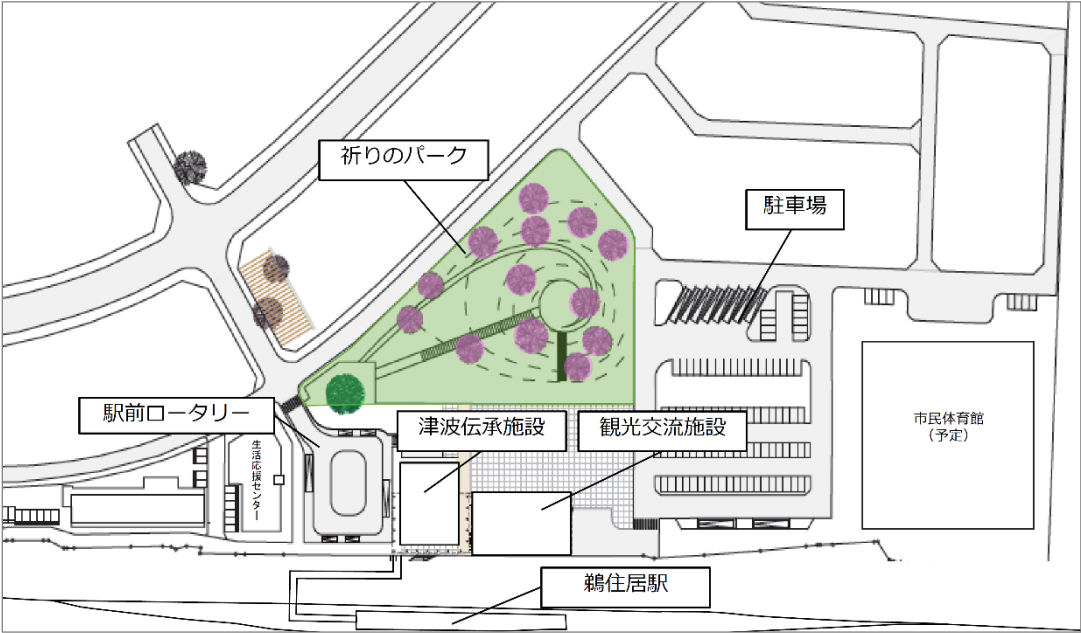 祈りのパーク
駐車場
駅前ロータリー
津波伝承施設
観光交流施設
市民体育館
（予定）
生活応援センター
鵜住居駅